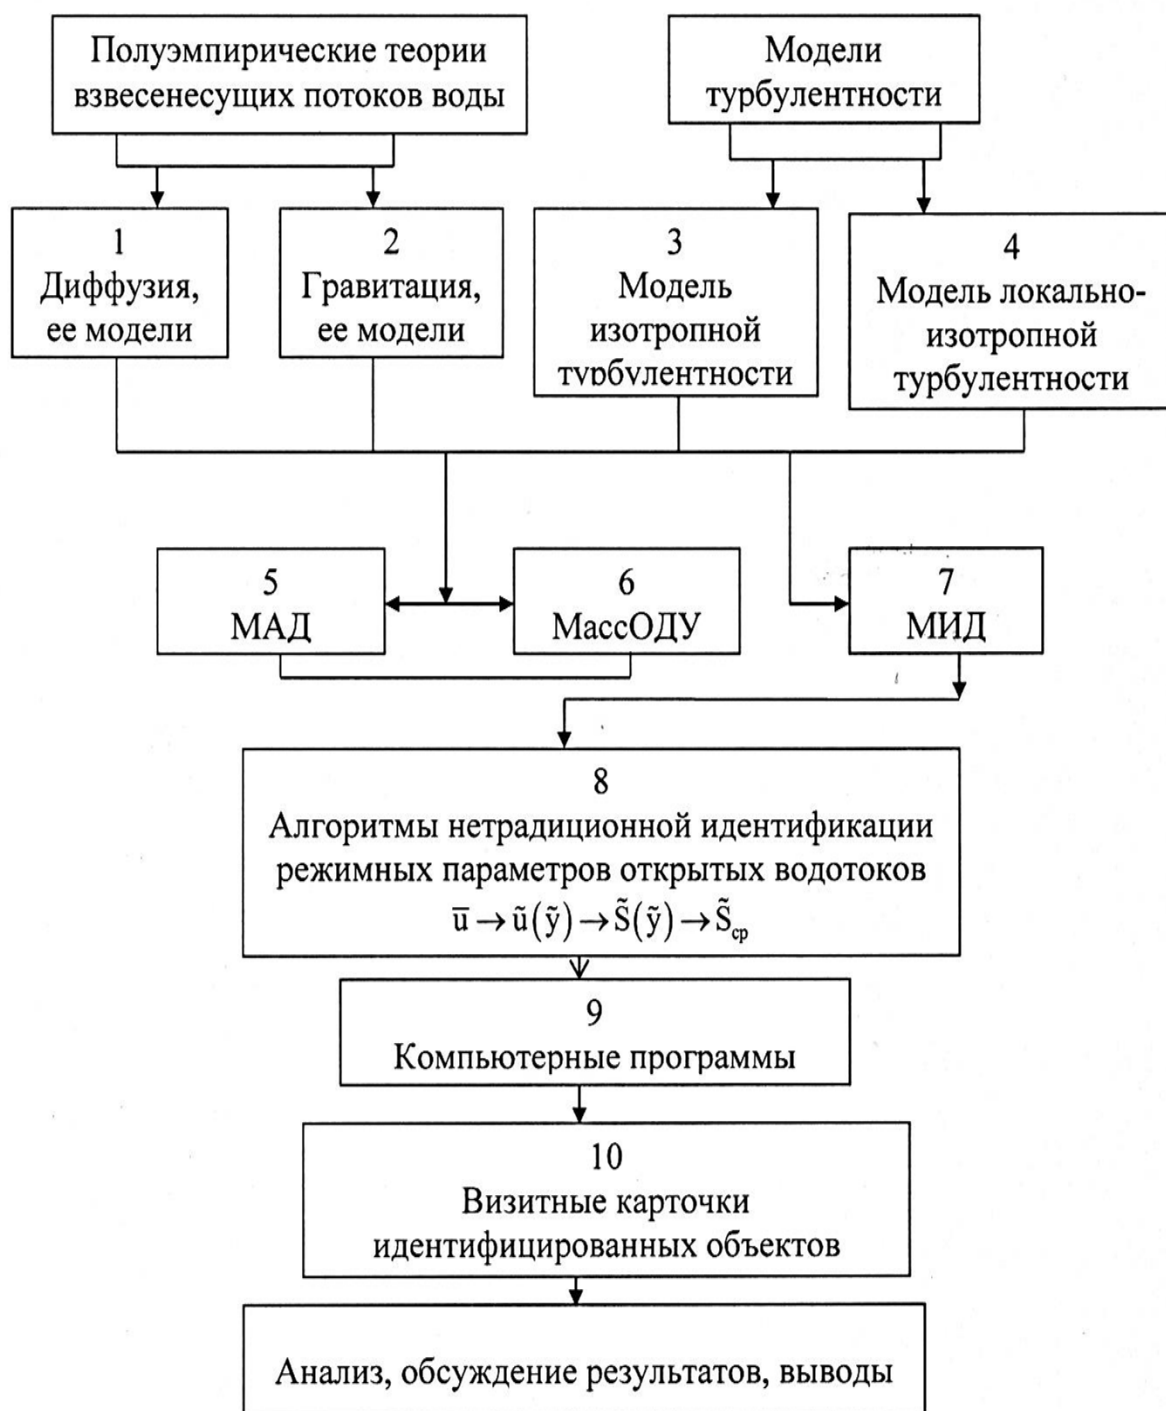 Полуэмпирические теории
взвесенесущих потоков воды
Модели
турбулентности
1
Диффузия,
ее модели
2
Гравитация,
ее модели
3
Модель
изотропной
турбулентности
4
Модель локально-
изотропной
турбулентности
5
МАД
6
МассОДУ
7
МИД
8
Алгоритмы нетрадиционной идентификации
режимных параметров открытых водотоков
u̅ → ũ(ỹ) → S̃(ỹ) → S̃ср
9
Компьютерные программы
10
Визитные карточки
идентифицированных объектов
Анализ, обсуждение результатов, выводы